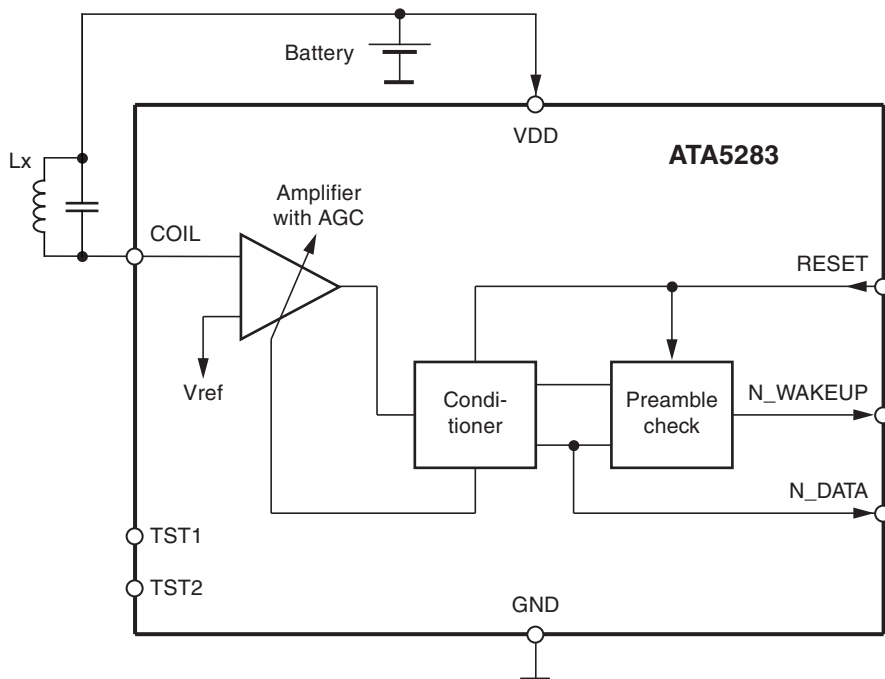 Battery
VDD
ATA5283
Lx
Amplifier
with AGC
COIL
RESET
Vref
Condi-
tioner
Preamble
check
N_WAKEUP
N_DATA
TST1
TST2
GND